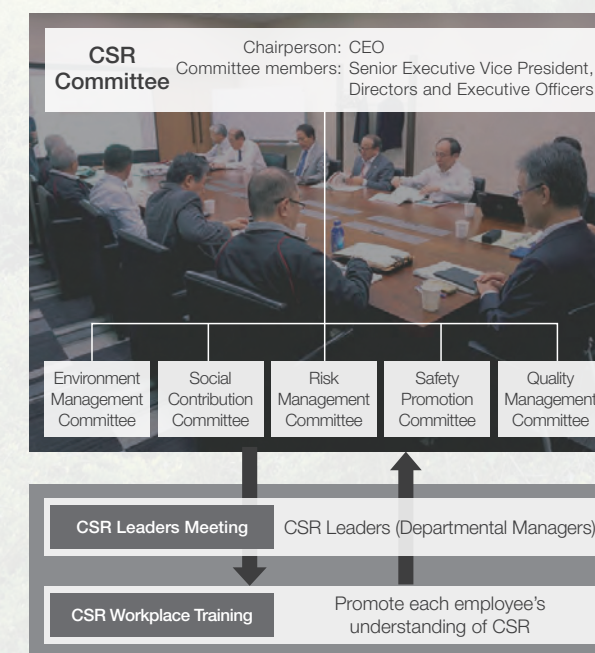 CSR
Committee
Chairperson: CEO
Committee members: Senior Executive Vice President,
Directors and Executive Officers
Environment
Management
Committee
Social
Contribution
Committee
Risk
Management
Committee
Safety
Promotion
Committee
Quality
Management
Committee
CSR Leaders Meeting
CSR Leaders (Departmental Managers)
CSR Workplace Training
Promote each employee's
understanding of CSR